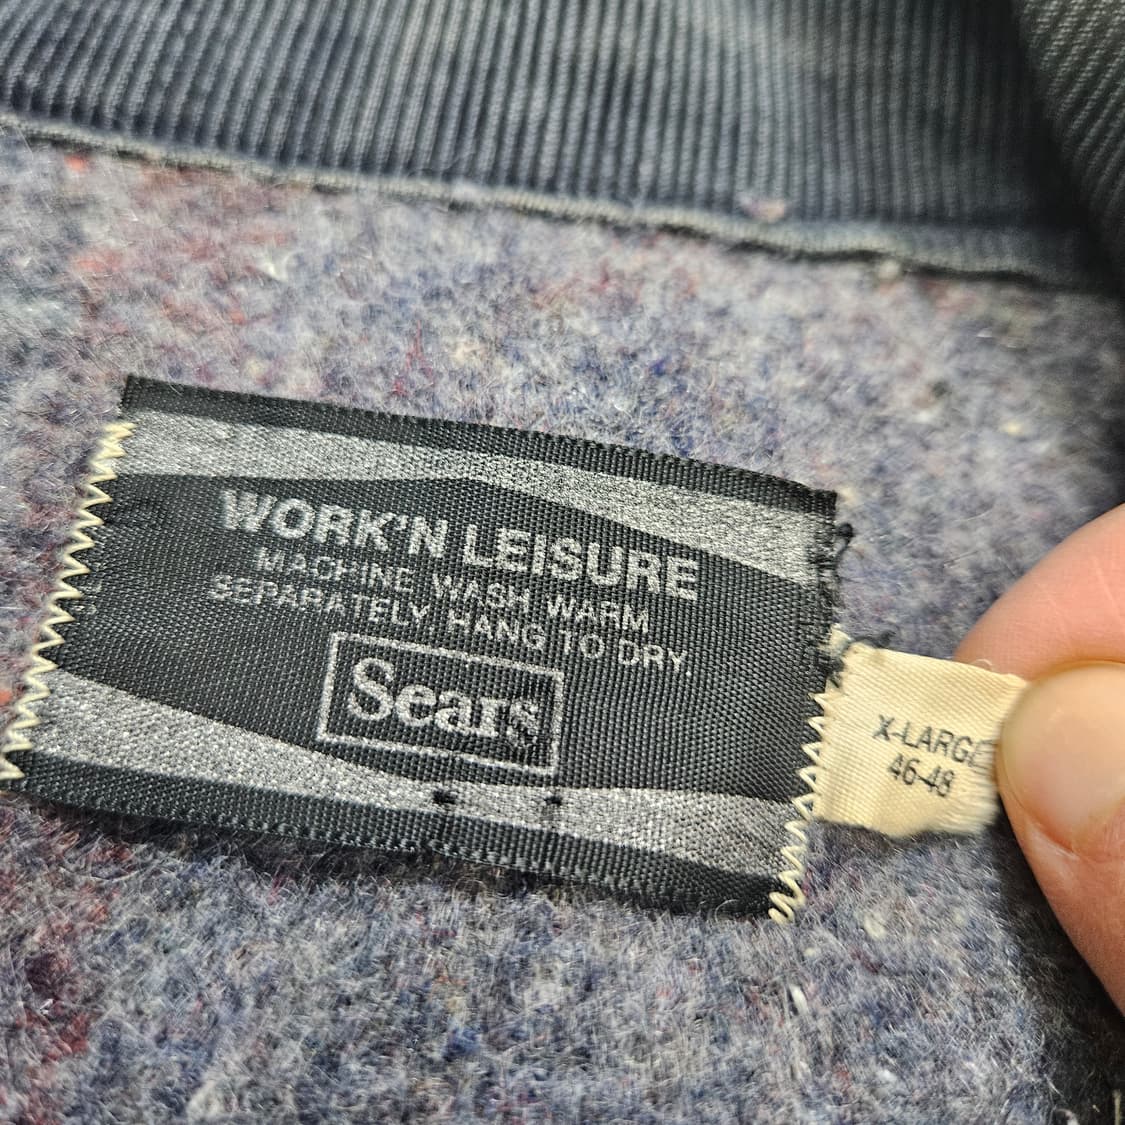 WORK'N LEISURE
MACHINE WASH WARM
SEPARATELY HANG TO DRY
Sears
X-LARGE
46-48